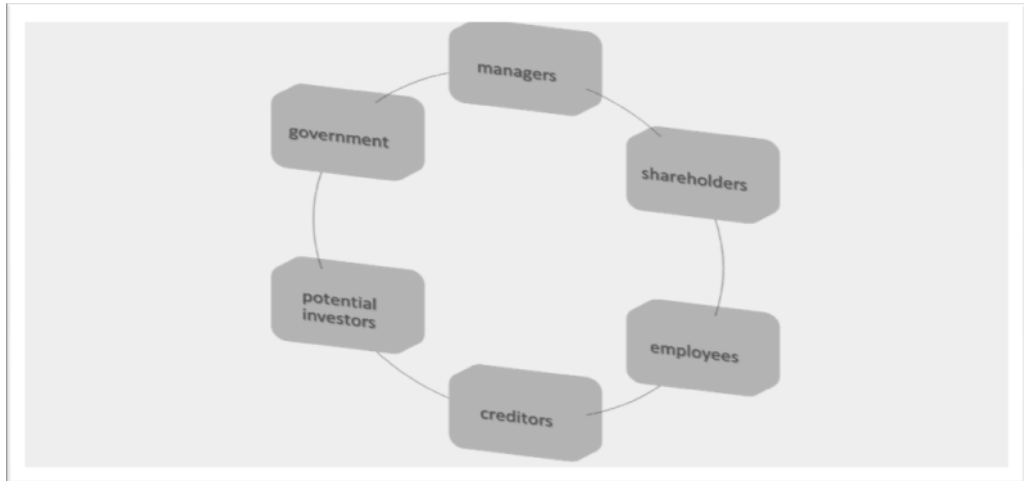 managers
shareholders
employees
creditors
potential
investors
government